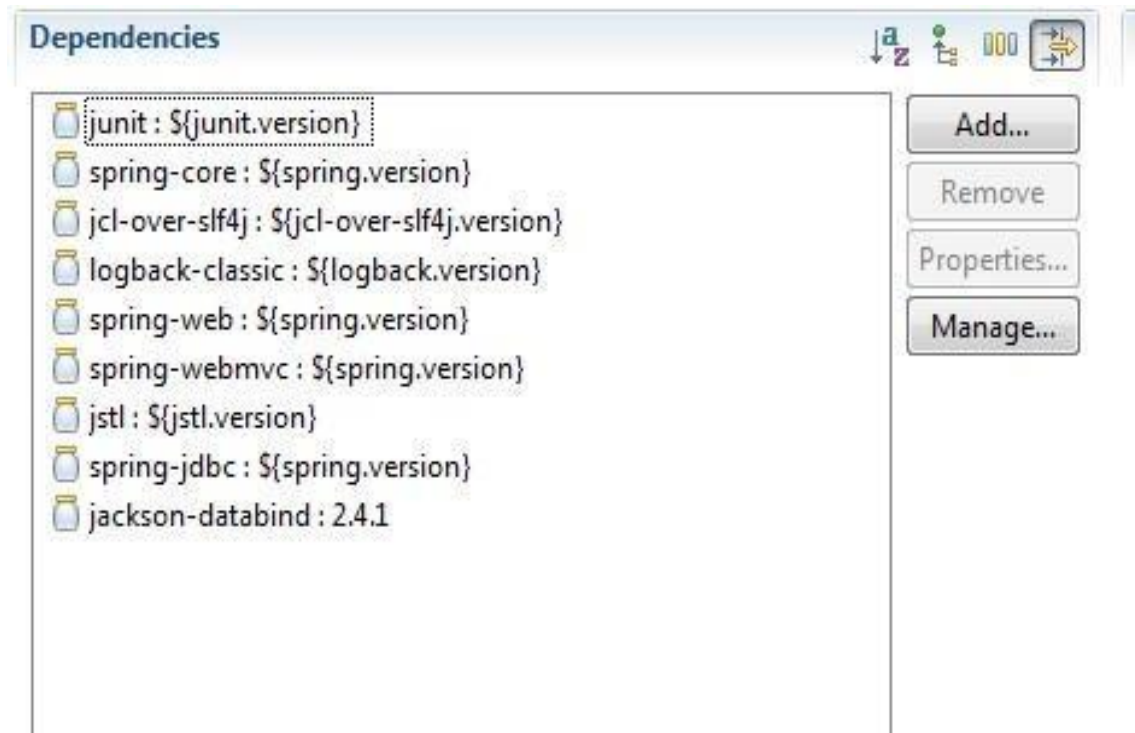 Dependencies
junit : ${junit.version}
spring-core : ${spring.version}
jcl-over-slf4j : ${jcl-over-slf4j.version}
logback-classic : ${logback.version}
spring-web : ${spring.version}
spring-webmvc : ${spring.version}
jstl : ${jstl.version}
spring-jdbc : ${spring.version}
jackson-databind : 2.4.1
Add...
Remove
Properties...
Manage...